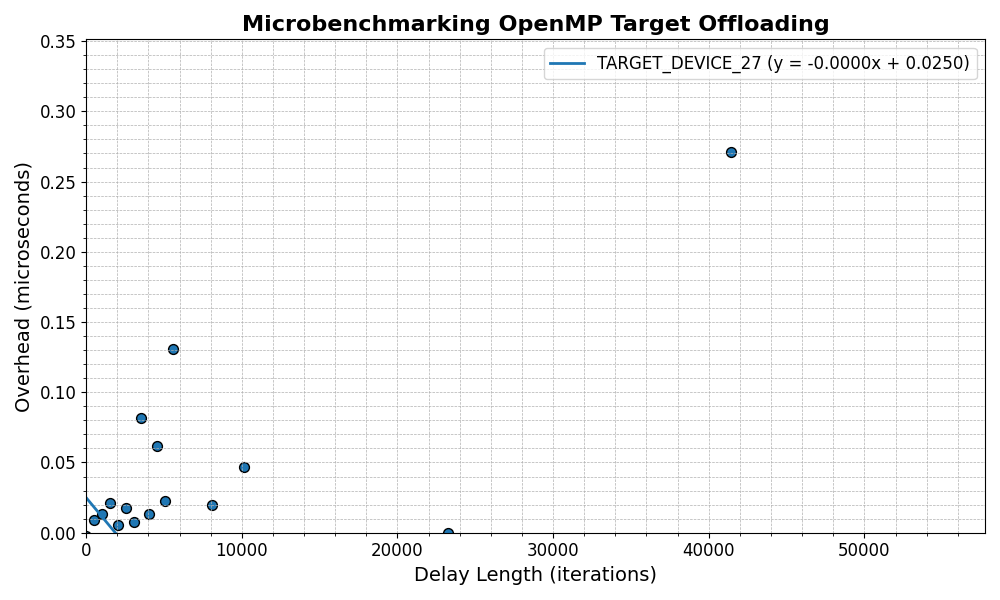 Microbenchmarking OpenMP Target Offloading
TARGET_DEVICE_27 (y = -0.0000x + 0.0250)
Overhead (microseconds)
0.35
0.30
0.25
0.20
0.15
0.10
0.05
0.00
0 10000 20000 30000 40000 50000
Delay Length (iterations)